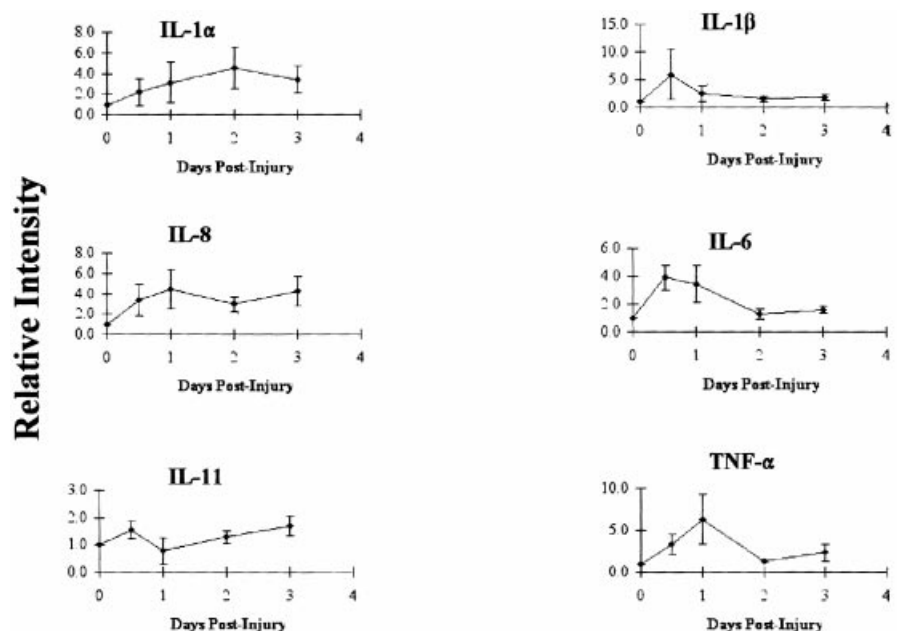 IL-1α
8.0
6.0
4.0
2.0
0.0
0 1 2 3 4
Days Post-Injury
IL-1β
15.0
10.0
5.0
0.0
0 1 2 3 4
Days Post-Injury
Relative Intensity
IL-8
8.0
6.0
4.0
2.0
0.0
0 1 2 3 4
Days Post-Injury
IL-6
6.0
4.0
2.0
0.0
0 1 2 3 4
Days Post-Injury
IL-11
3.0
2.0
1.0
0.0
0 1 2 3 4
Days Post-Injury
TNF-α
10.0
5.0
0.0
0 1 2 3 4
Days Post-Injury